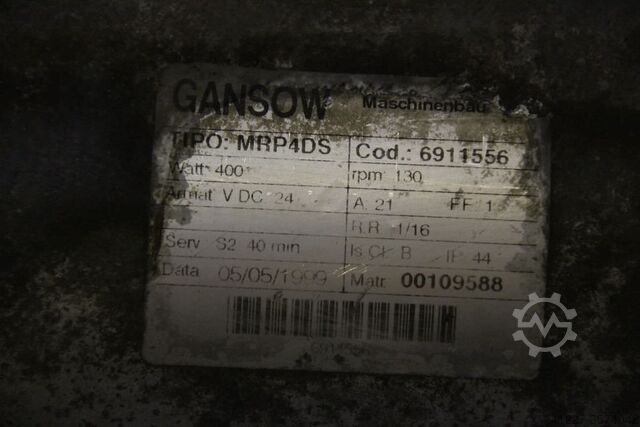 GANSOW Maschinenbau
TIPO: MRP4DS Cod.: 6911556
Watt 400 rpm 130
Armat V DC 24 A. 21 FF 1
R.R 1/16
Serv S2 40 min Is.Cl. B IP 44
Data 05/05/1999 Matr. 00109588